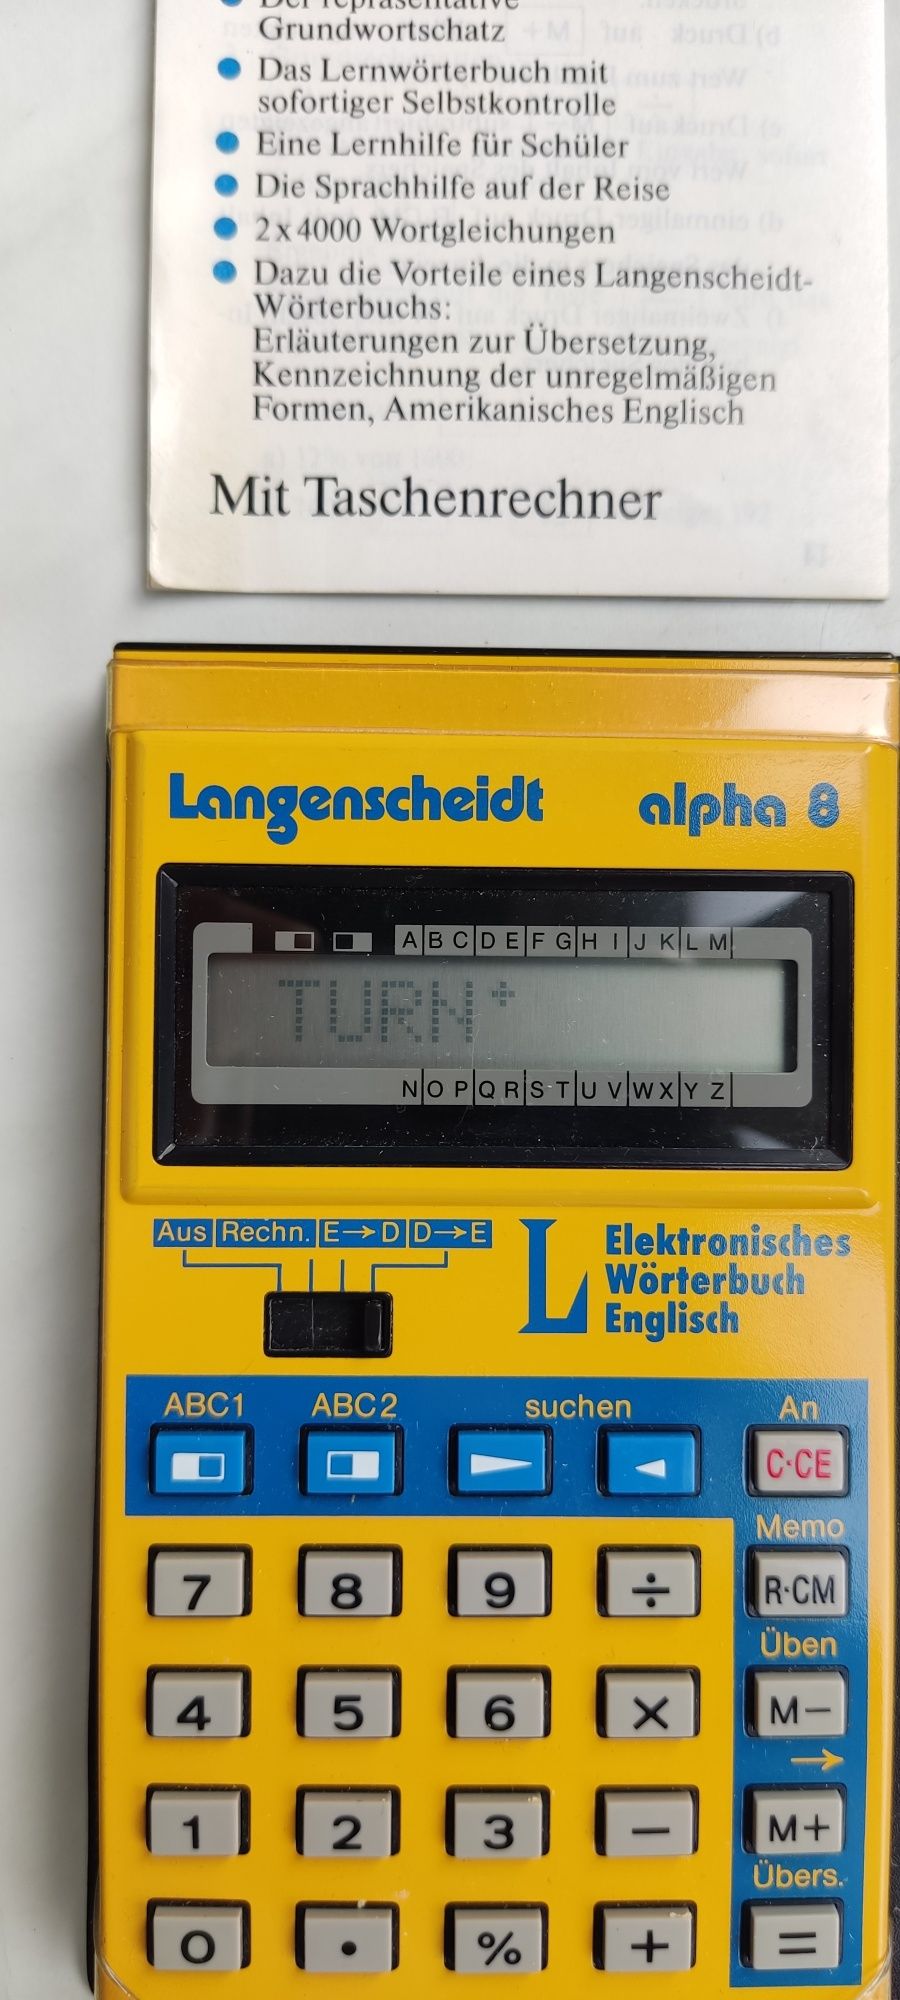 Der repräsentative
Grundwortschatz
Das Lernwörterbuch mit
sofortiger Selbstkontrolle
Eine Lernhilfe für Schüler
Die Sprachhilfe auf der Reise
2x4000 Wortgleichungen
Dazu die Vorteile eines Langenscheidt-
Wörterbuchs:
Erläuterungen zur Übersetzung,
Kennzeichnung der unregelmäßigen
Formen, Amerikanisches Englisch
Mit Taschenrechner
Langenscheidt alpha 8
A B C D E F G H I J K L M
TURN+
N O P Q R S T U V W X Y Z
Aus Rechn. E→D D→E
L Elektronisches
Wörterbuch
Englisch
ABC1 ABC2 suchen An
C·CE
Memo
7 8 9 ÷ R·CM
Üben
4 5 6 × M−
→
1 2 3 − M+
Übers.
0 . % + =